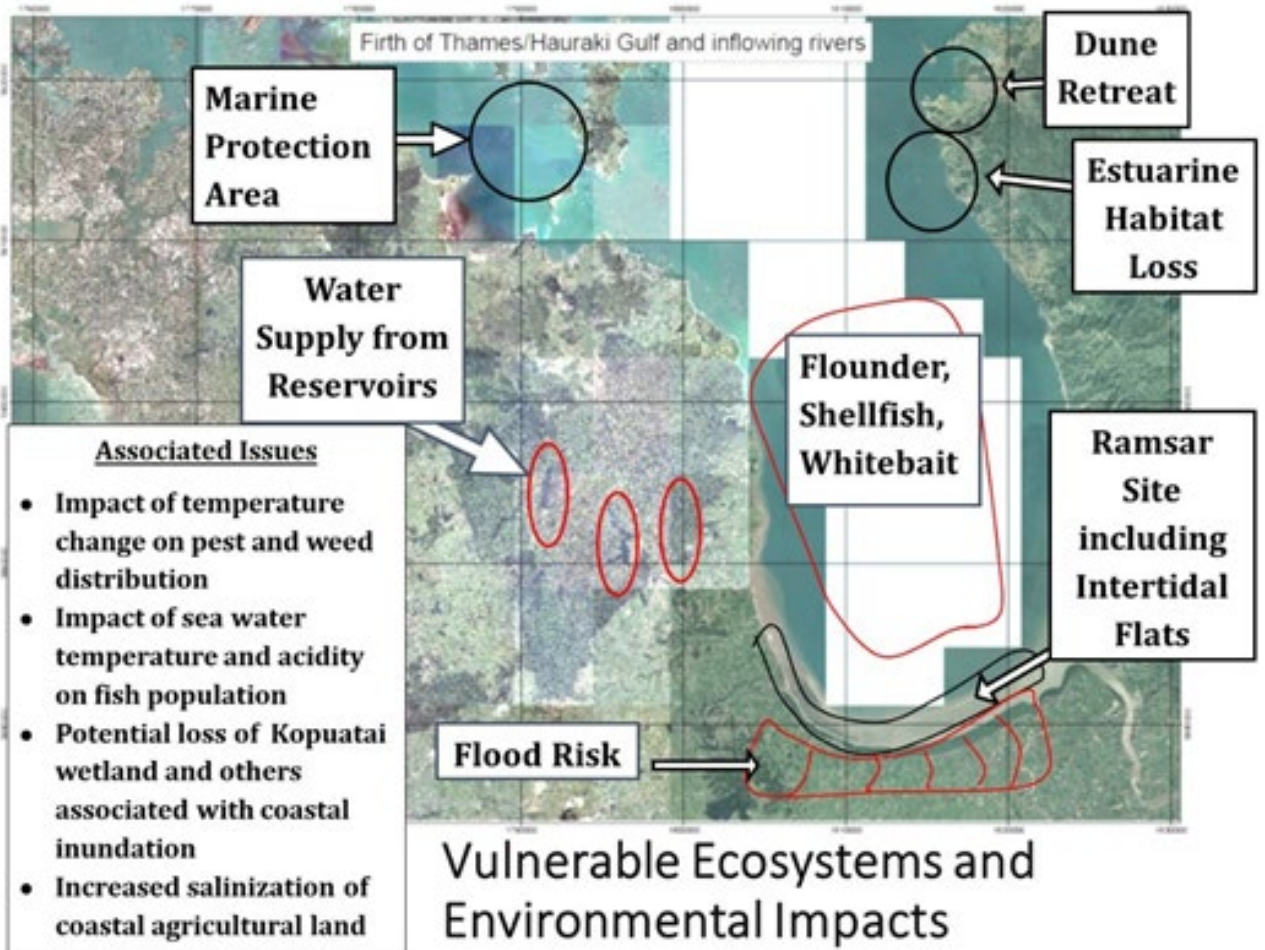 Firth of Thames/Hauraki Gulf and inflowing rivers
Marine
Protection
Area
Dune
Retreat
Estuarine
Habitat
Loss
Water
Supply from
Reservoirs
Flounder,
Shellfish,
Whitebait
Ramsar
Site
including
Intertidal
Flats
Associated Issues
• Impact of temperature
change on pest and weed
distribution
• Impact of sea water
temperature and acidity
on fish population
• Potential loss of Kopuatai
wetland and others
associated with coastal
inundation
• Increased salinization of
coastal agricultural land
Flood Risk
Vulnerable Ecosystems and
Environmental Impacts